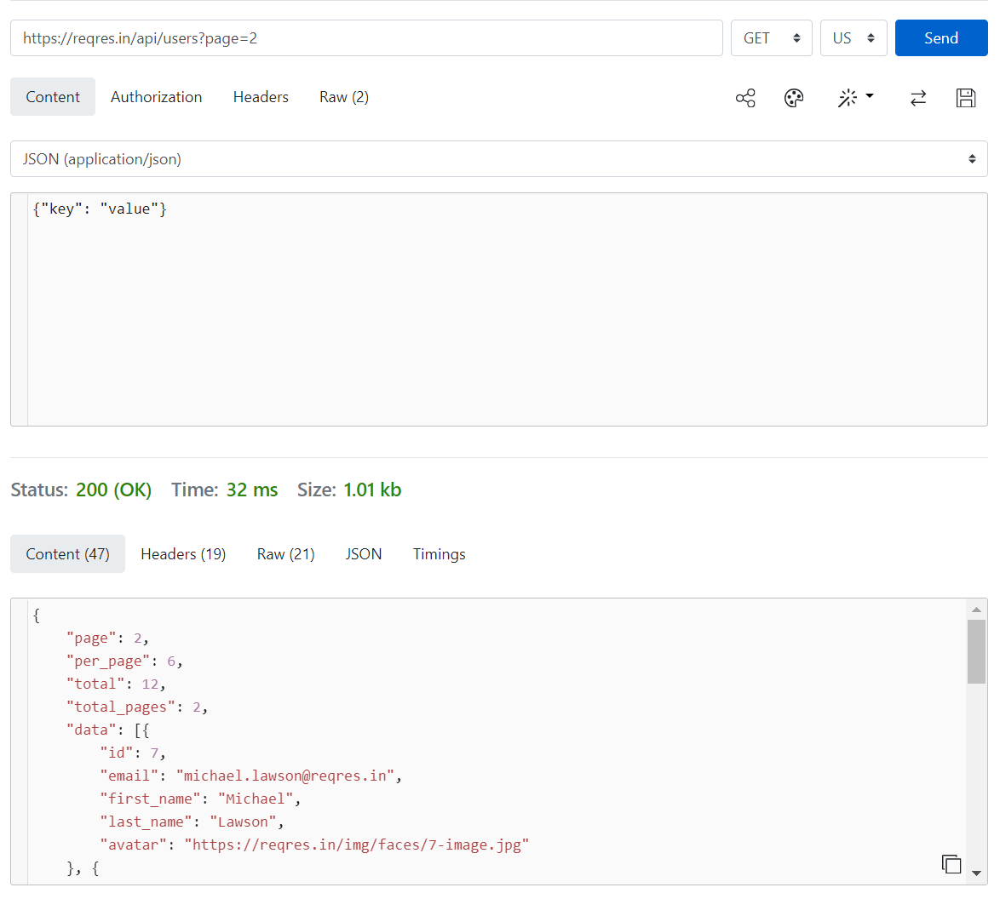 https://reqres.in/api/users?page=2 GET US Send
Content Authorization Headers Raw (2)
JSON (application/json)
{"key": "value"}
Status: 200 (OK) Time: 32 ms Size: 1.01 kb
Content (47) Headers (19) Raw (21) JSON Timings
{
    "page": 2,
    "per_page": 6,
    "total": 12,
    "total_pages": 2,
    "data": [{
        "id": 7,
        "email": "michael.lawson@reqres.in",
        "first_name": "Michael",
        "last_name": "Lawson",
        "avatar": "https://reqres.in/img/faces/7-image.jpg"
    }, {